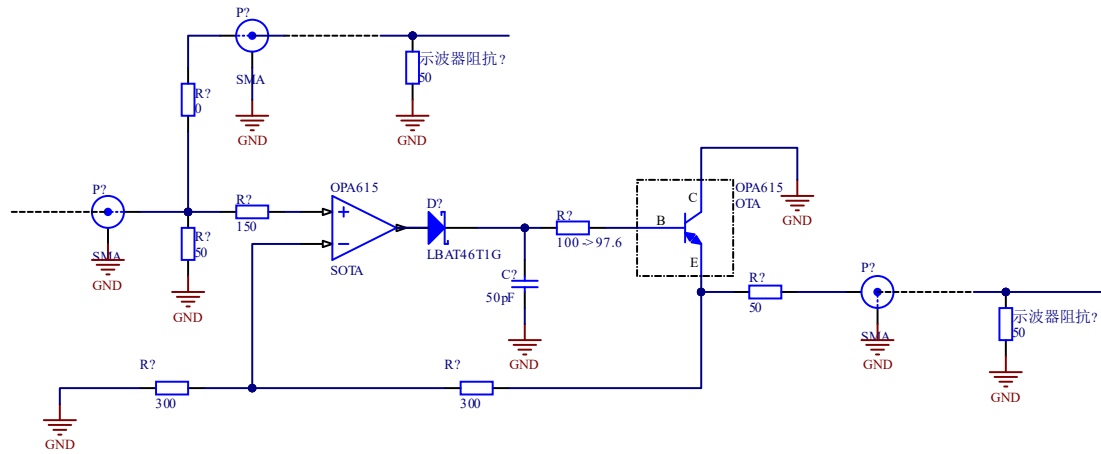 P?
示波器阻抗?
50
SMA
R?
0
GND
GND
P?
R?
150
OPA615
+
−
SOTA
R?
50
SMA
GND
GND
D?
LBAT46T1G
C?
50pF
GND
R?
100 ->97.6
OPA615
OTA
C
B
E
GND
R?
50
P?
SMA
GND
示波器阻抗?
50
GND
R?
300
R?
300
GND